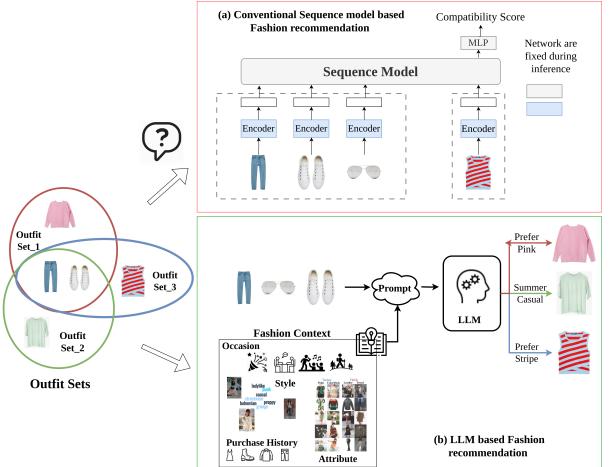 (a) Conventional Sequence model based
Fashion recommendation
Compatibility Score
MLP
Network are
fixed during
inference
Sequence Model
Encoder
Encoder
Encoder
Encoder
?
Outfit
Set_1
Outfit
Set_3
Outfit
Set_2
Outfit Sets
Prompt
LLM
Prefer
Pink
Summer
Casual
Prefer
Stripe
Fashion Context
Occasion
Style
ladylike
casual
bohemian
preppy
Purchase History
Attribute
(b) LLM based Fashion
recommendation